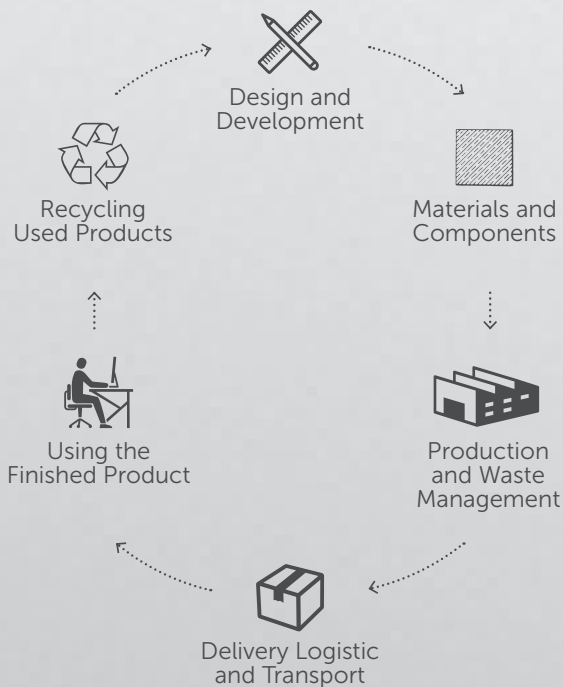 Design and
Development
Materials and
Components
Production
and Waste
Management
Delivery Logistic
and Transport
Using the
Finished Product
Recycling
Used Products